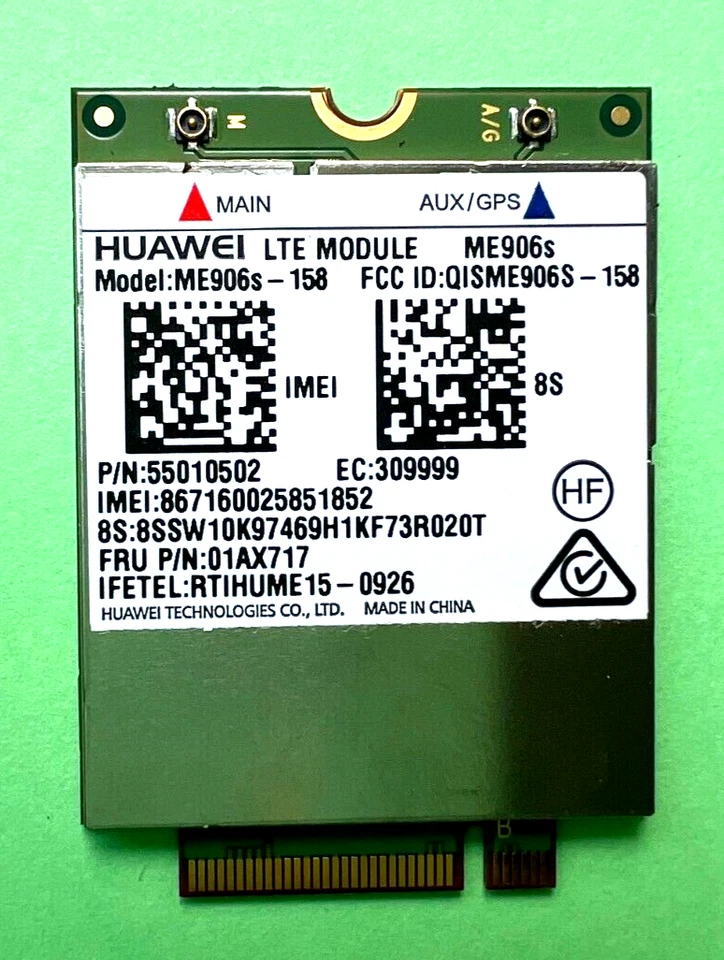 M
A/G
MAIN AUX/GPS
HUAWEI LTE MODULE ME906s
Model:ME906s-158 FCC ID:QISME906S-158
IMEI 8S
P/N:55010502 EC:309999
IMEI:867160025851852
HF
8S:8SSW10K97469H1KF73R020T
FRU P/N:01AX717
IFETEL:RTIHUME15-0926
HUAWEI TECHNOLOGIES CO., LTD. MADE IN CHINA
B